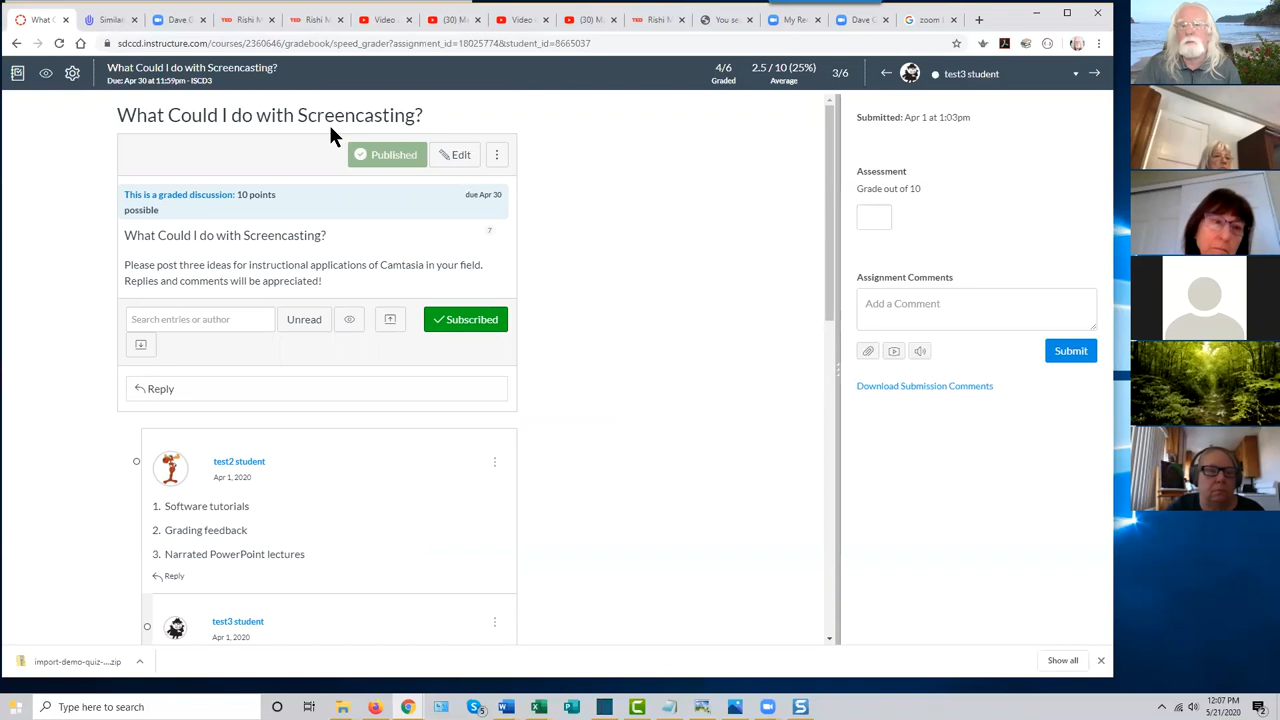 What C
Similari
Dave G
Rishi M
Rishi M
Video
(30) M
Video
(30) M
Rishi M
You se
My Rec
Dave G
zoom l
sdccd.instructure.com/courses/2360646/gradebook/speed_grader?assignment_id=18025774&student_id=8665037
What Could I do with Screencasting?
Due: Apr 30 at 11:59pm - ISCD3
4/6
Graded
2.5 / 10 (25%)
Average
3/6
test3 student
What Could I do with Screencasting?
Published
Edit
This is a graded discussion: 10 points
possible
due Apr 30
What Could I do with Screencasting?
7
Please post three ideas for instructional applications of Camtasia in your field.
Replies and comments will be appreciated!
Search entries or author
Unread
Subscribed
Reply
test2 student
Apr 1, 2020
1. Software tutorials
2. Grading feedback
3. Narrated PowerPoint lectures
Reply
test3 student
Apr 1, 2020
Submitted: Apr 1 at 1:03pm
Assessment
Grade out of 10
Assignment Comments
Add a Comment
Submit
Download Submission Comments
import-demo-quiz-....zip
Show all
Type here to search
12:07 PM
5/21/2020